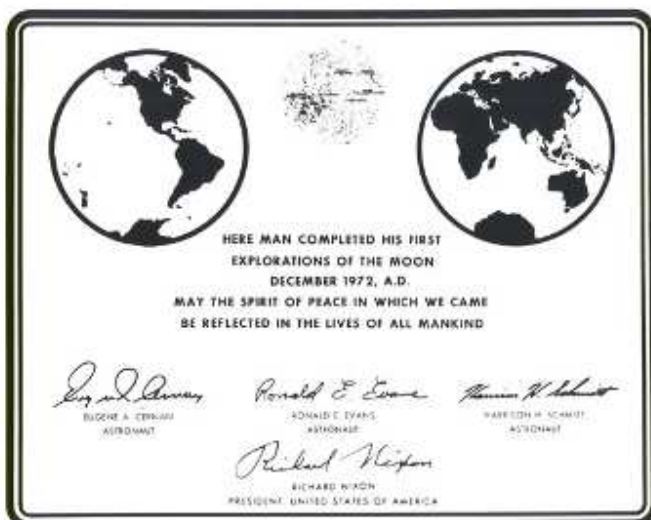 HERE MAN COMPLETED HIS FIRST
EXPLORATIONS OF THE MOON
DECEMBER 1972, A.D.
MAY THE SPIRIT OF PEACE IN WHICH WE CAME
BE REFLECTED IN THE LIVES OF ALL MANKIND
Ronald E Evans
EUGENE A. CERNAN RONALD E. EVANS HARRISON H. SCHMITT
ASTRONAUT ASTRONAUT ASTRONAUT
Richard Nixon
RICHARD NIXON
PRESIDENT, UNITED STATES OF AMERICA